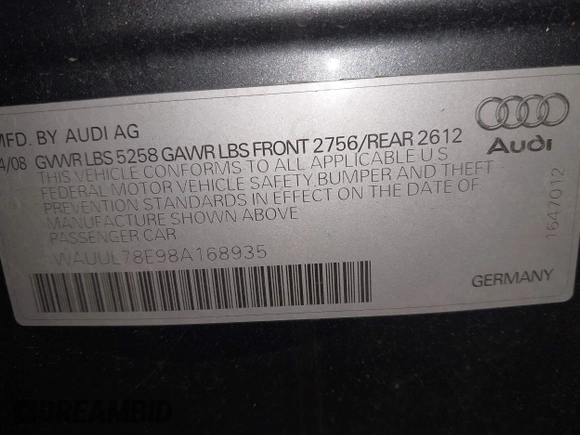 MFD. BY AUDI AG
4/08 GVWR LBS 5258 GAWR LBS FRONT 2756/REAR 2612
THIS VEHICLE CONFORMS TO ALL APPLICABLE U S
FEDERAL MOTOR VEHICLE SAFETY BUMPER AND THEFT
PREVENTION STANDARDS IN EFFECT ON THE DATE OF
MANUFACTURE SHOWN ABOVE
PASSENGER CAR
WAUUL78E98A168935
Audi
1647012
GERMANY
DREAMBID